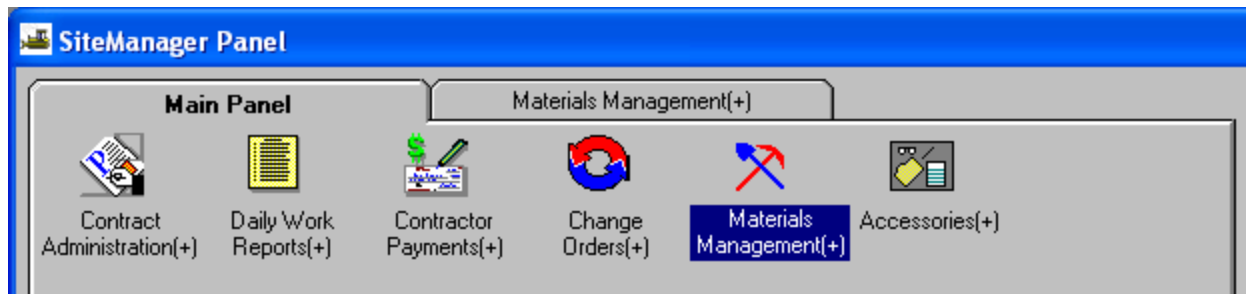 SiteManager Panel
Main Panel
Materials Management(+)
Contract
Administration(+)
Daily Work
Reports(+)
Contractor
Payments(+)
Change
Orders(+)
Materials
Management(+)
Accessories(+)